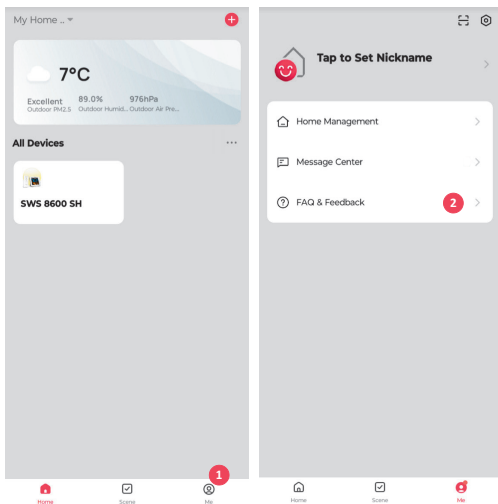 My Home ..
7°C
Excellent 89.0% 976hPa
Outdoor PM2.5 Outdoor Humid... Outdoor Air Pre...
All Devices
SWS 8600 SH
1
Home Scene Me
Tap to Set Nickname
Home Management
Message Center
FAQ & Feedback 2
Home Scene Me